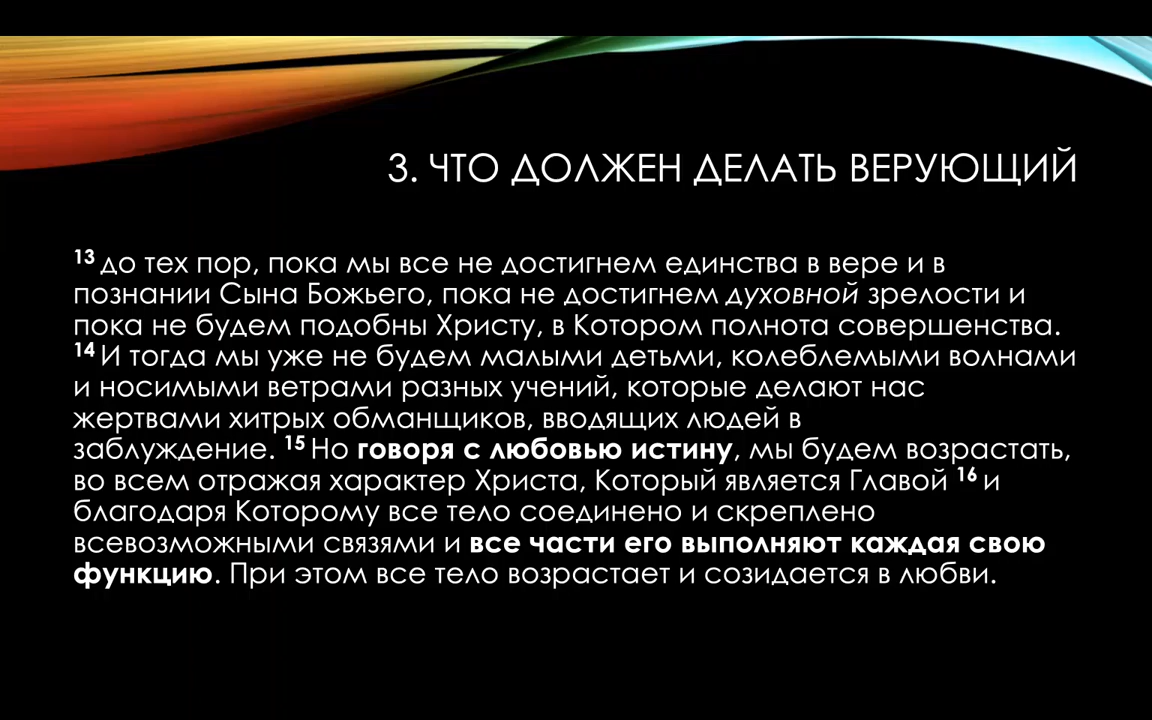 3. ЧТО ДОЛЖЕН ДЕЛАТЬ ВЕРУЮЩИЙ
13 до тех пор, пока мы все не достигнем единства в вере и в
познании Сына Божьего, пока не достигнем духовной зрелости и
пока не будем подобны Христу, в Котором полнота совершенства.
14 И тогда мы уже не будем малыми детьми, колеблемыми волнами
и носимыми ветрами разных учений, которые делают нас
жертвами хитрых обманщиков, вводящих людей в
заблуждение. 15 Но говоря с любовью истину, мы будем возрастать,
во всем отражая характер Христа, Который является Главой 16 и
благодаря Которому все тело соединено и скреплено
всевозможными связями и все части его выполняют каждая свою
функцию. При этом все тело возрастает и созидается в любви.